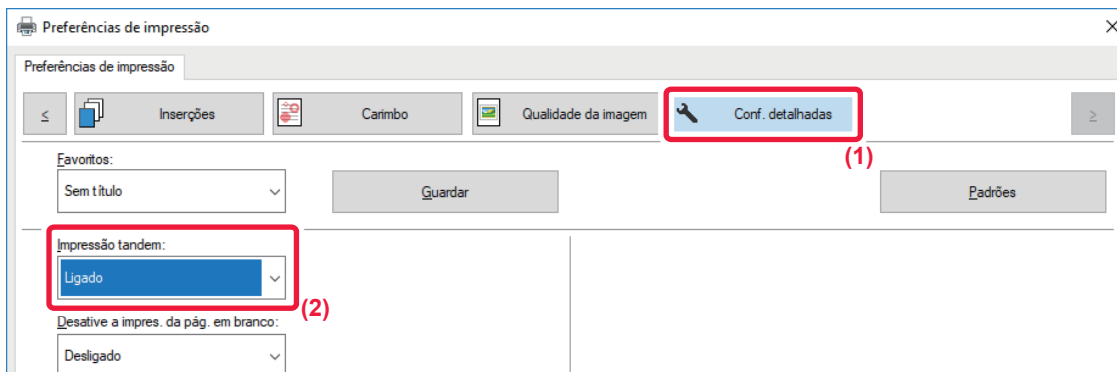 Preferências de impressão
Preferências de impressão
< Inserções Carimbo Qualidade da imagem Conf. detalhadas >
(1)
Favoritos:
Sem título Guardar Padrões
Impressão tandem:
Ligado
(2)
Desative a impres. da pág. em branco:
Desligado